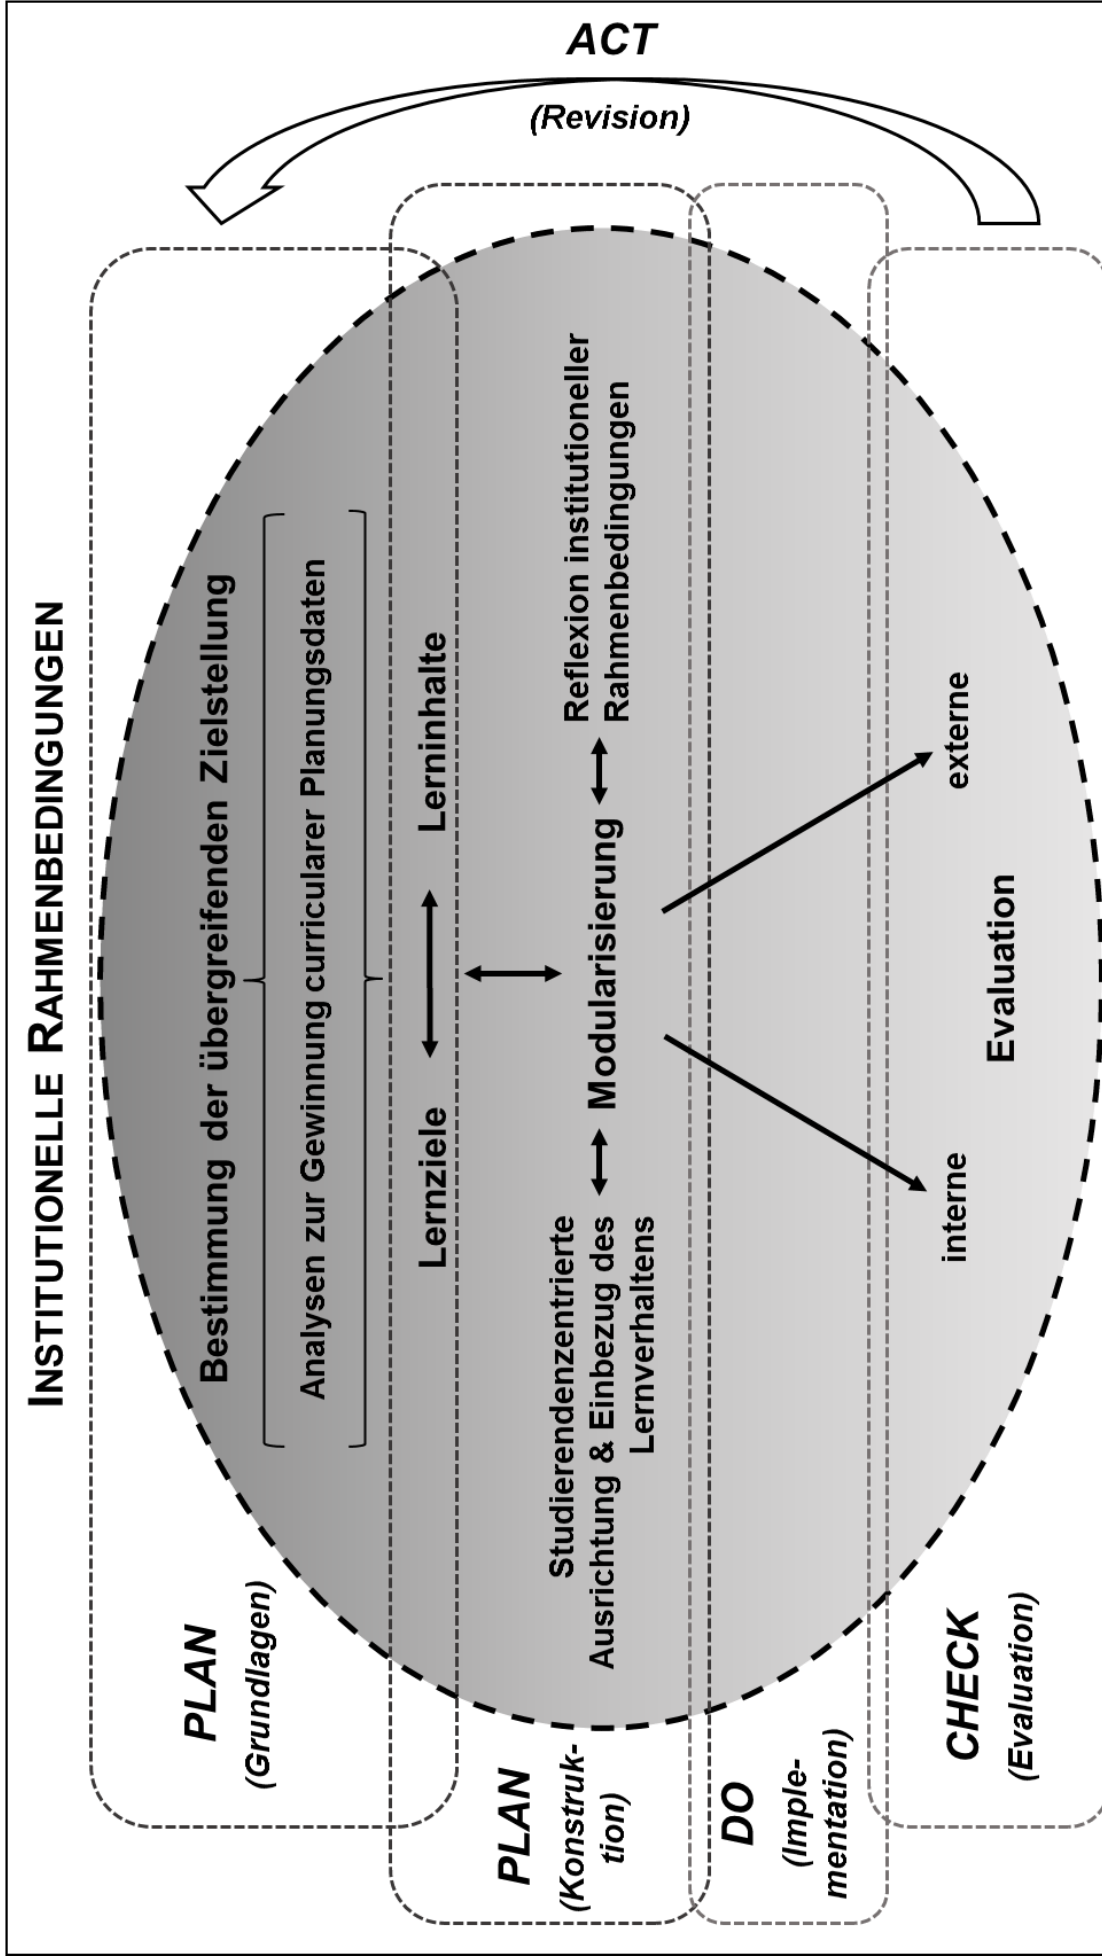 INSTITUTIONELLE RAHMENBEDINGUNGEN
PLAN
(Grundlagen)
Bestimmung der übergreifenden Zielstellung
Analysen zur Gewinnung curricularer Planungsdaten
Lernziele
Lerninhalte
PLAN
(Konstruk-
tion)
Studierendenzentrierte
Ausrichtung & Einbezug des
Lernverhaltens
Modularisierung
Reflexion institutioneller
Rahmenbedingungen
DO
(Imple-
mentation)
CHECK
(Evaluation)
interne
externe
Evaluation
ACT
(Revision)